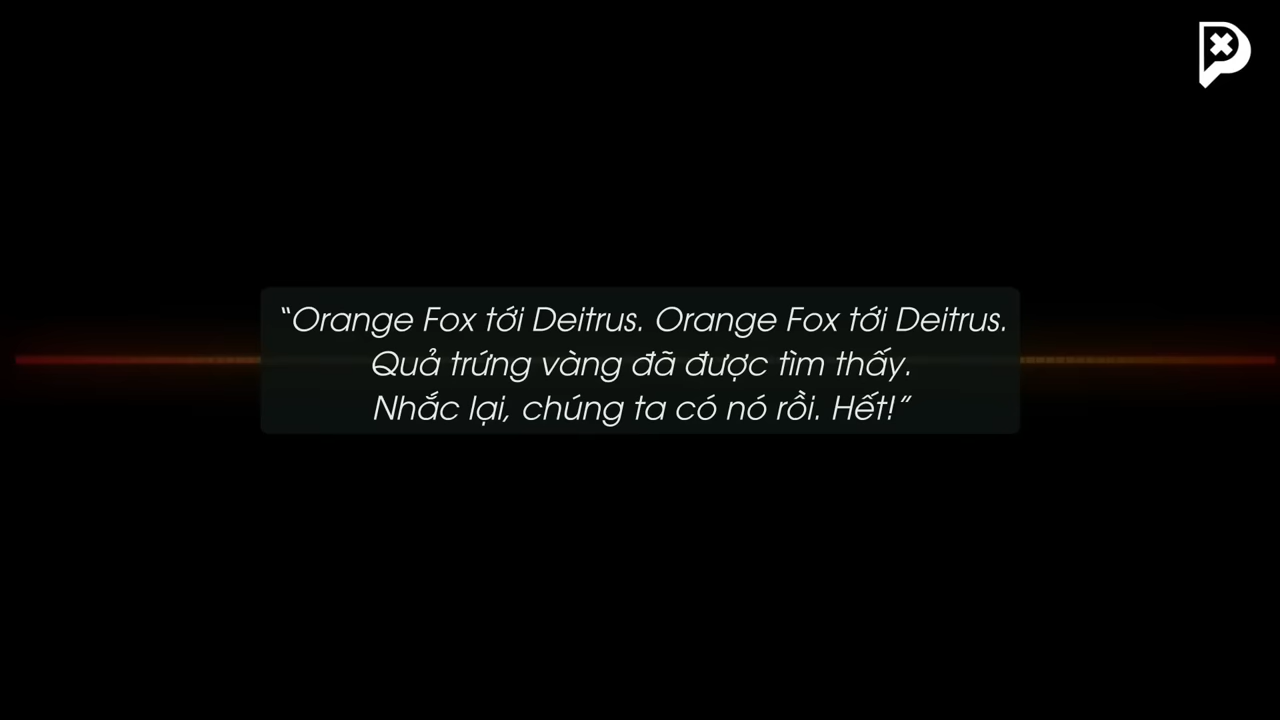 “Orange Fox tới Deitrus. Orange Fox tới Deitrus.
Quả trứng vàng đã được tìm thấy.
Nhắc lại, chúng ta có nó rồi. Hết!”